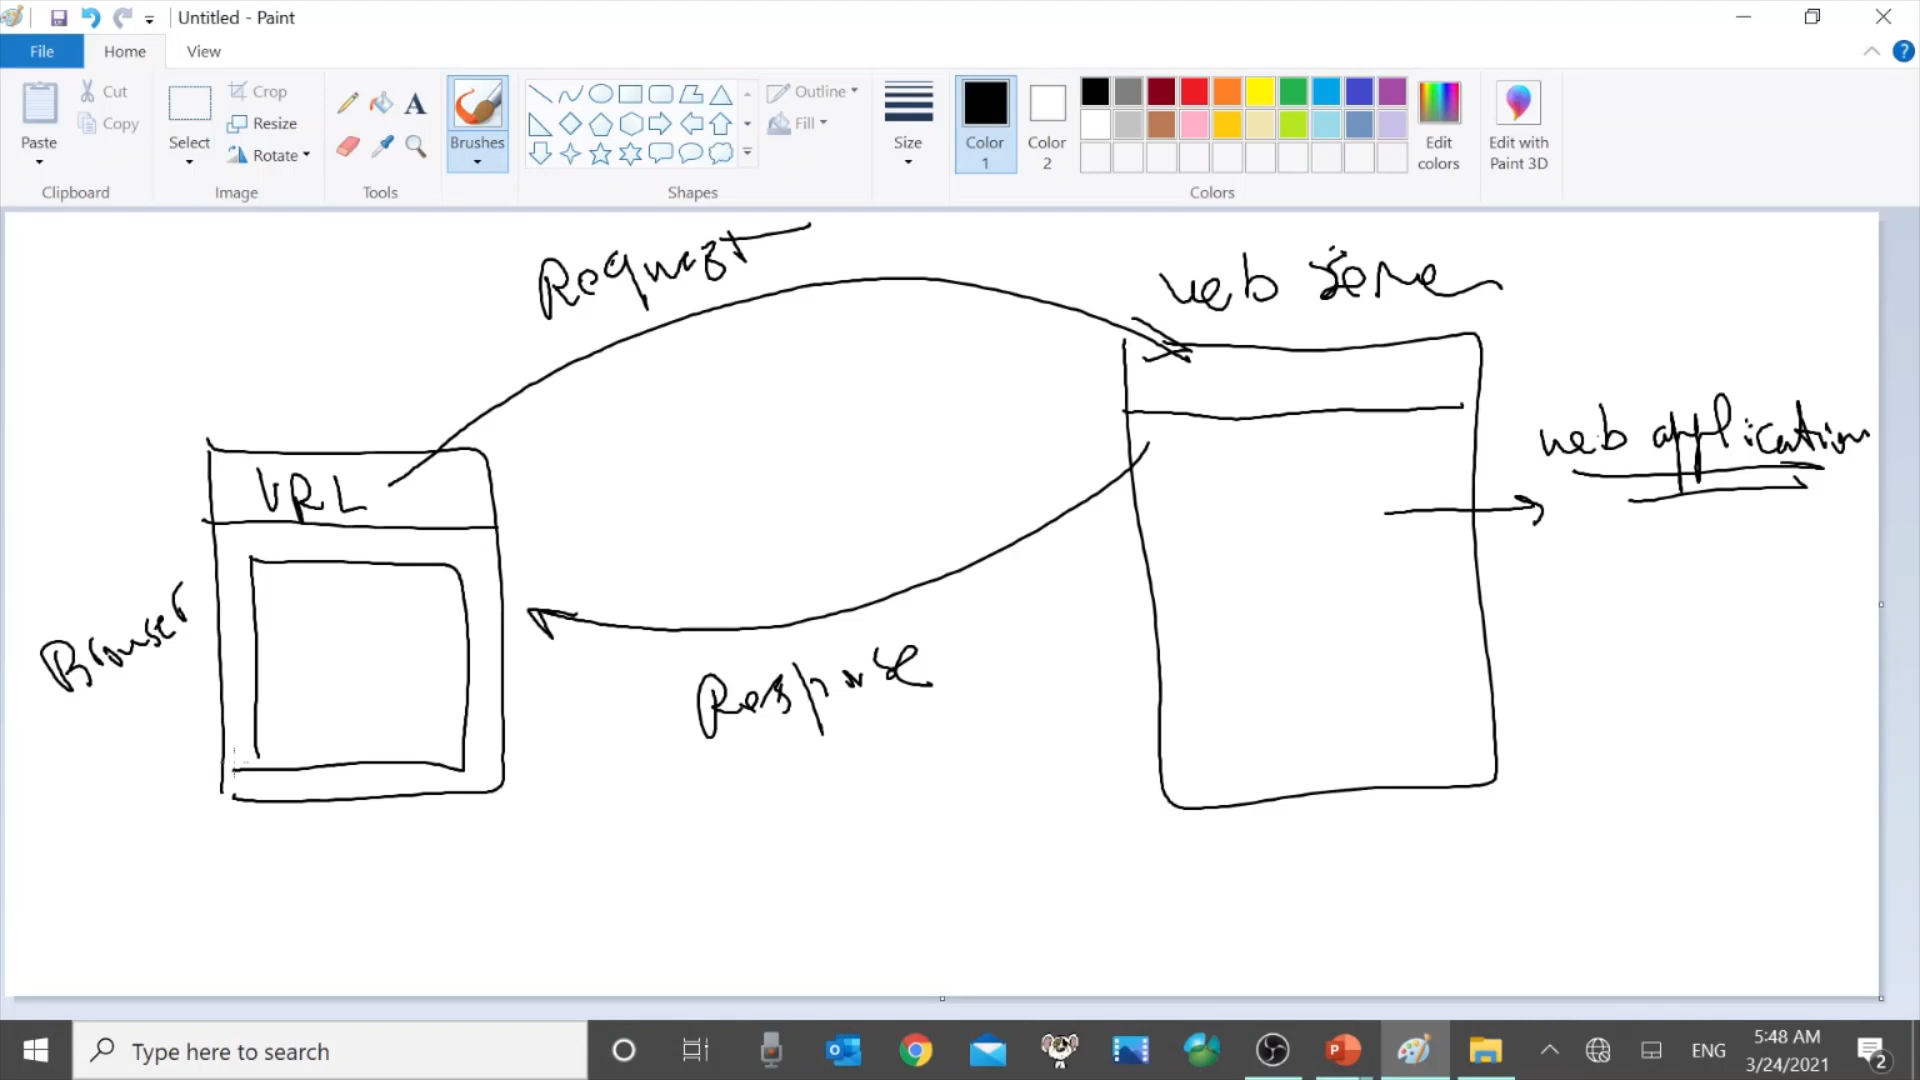 Untitled - Paint
File
Home
View
Cut
Copy
Paste
Clipboard
Crop
Resize
Rotate
Select
Image
Tools
Brushes
Outline
Fill
Shapes
Size
Color
1
Color
2
Colors
Edit
colors
Edit with
Paint 3D
Request
web server
URL
Browser
Response
web application
Type here to search
ENG
5:48 AM
3/24/2021
2